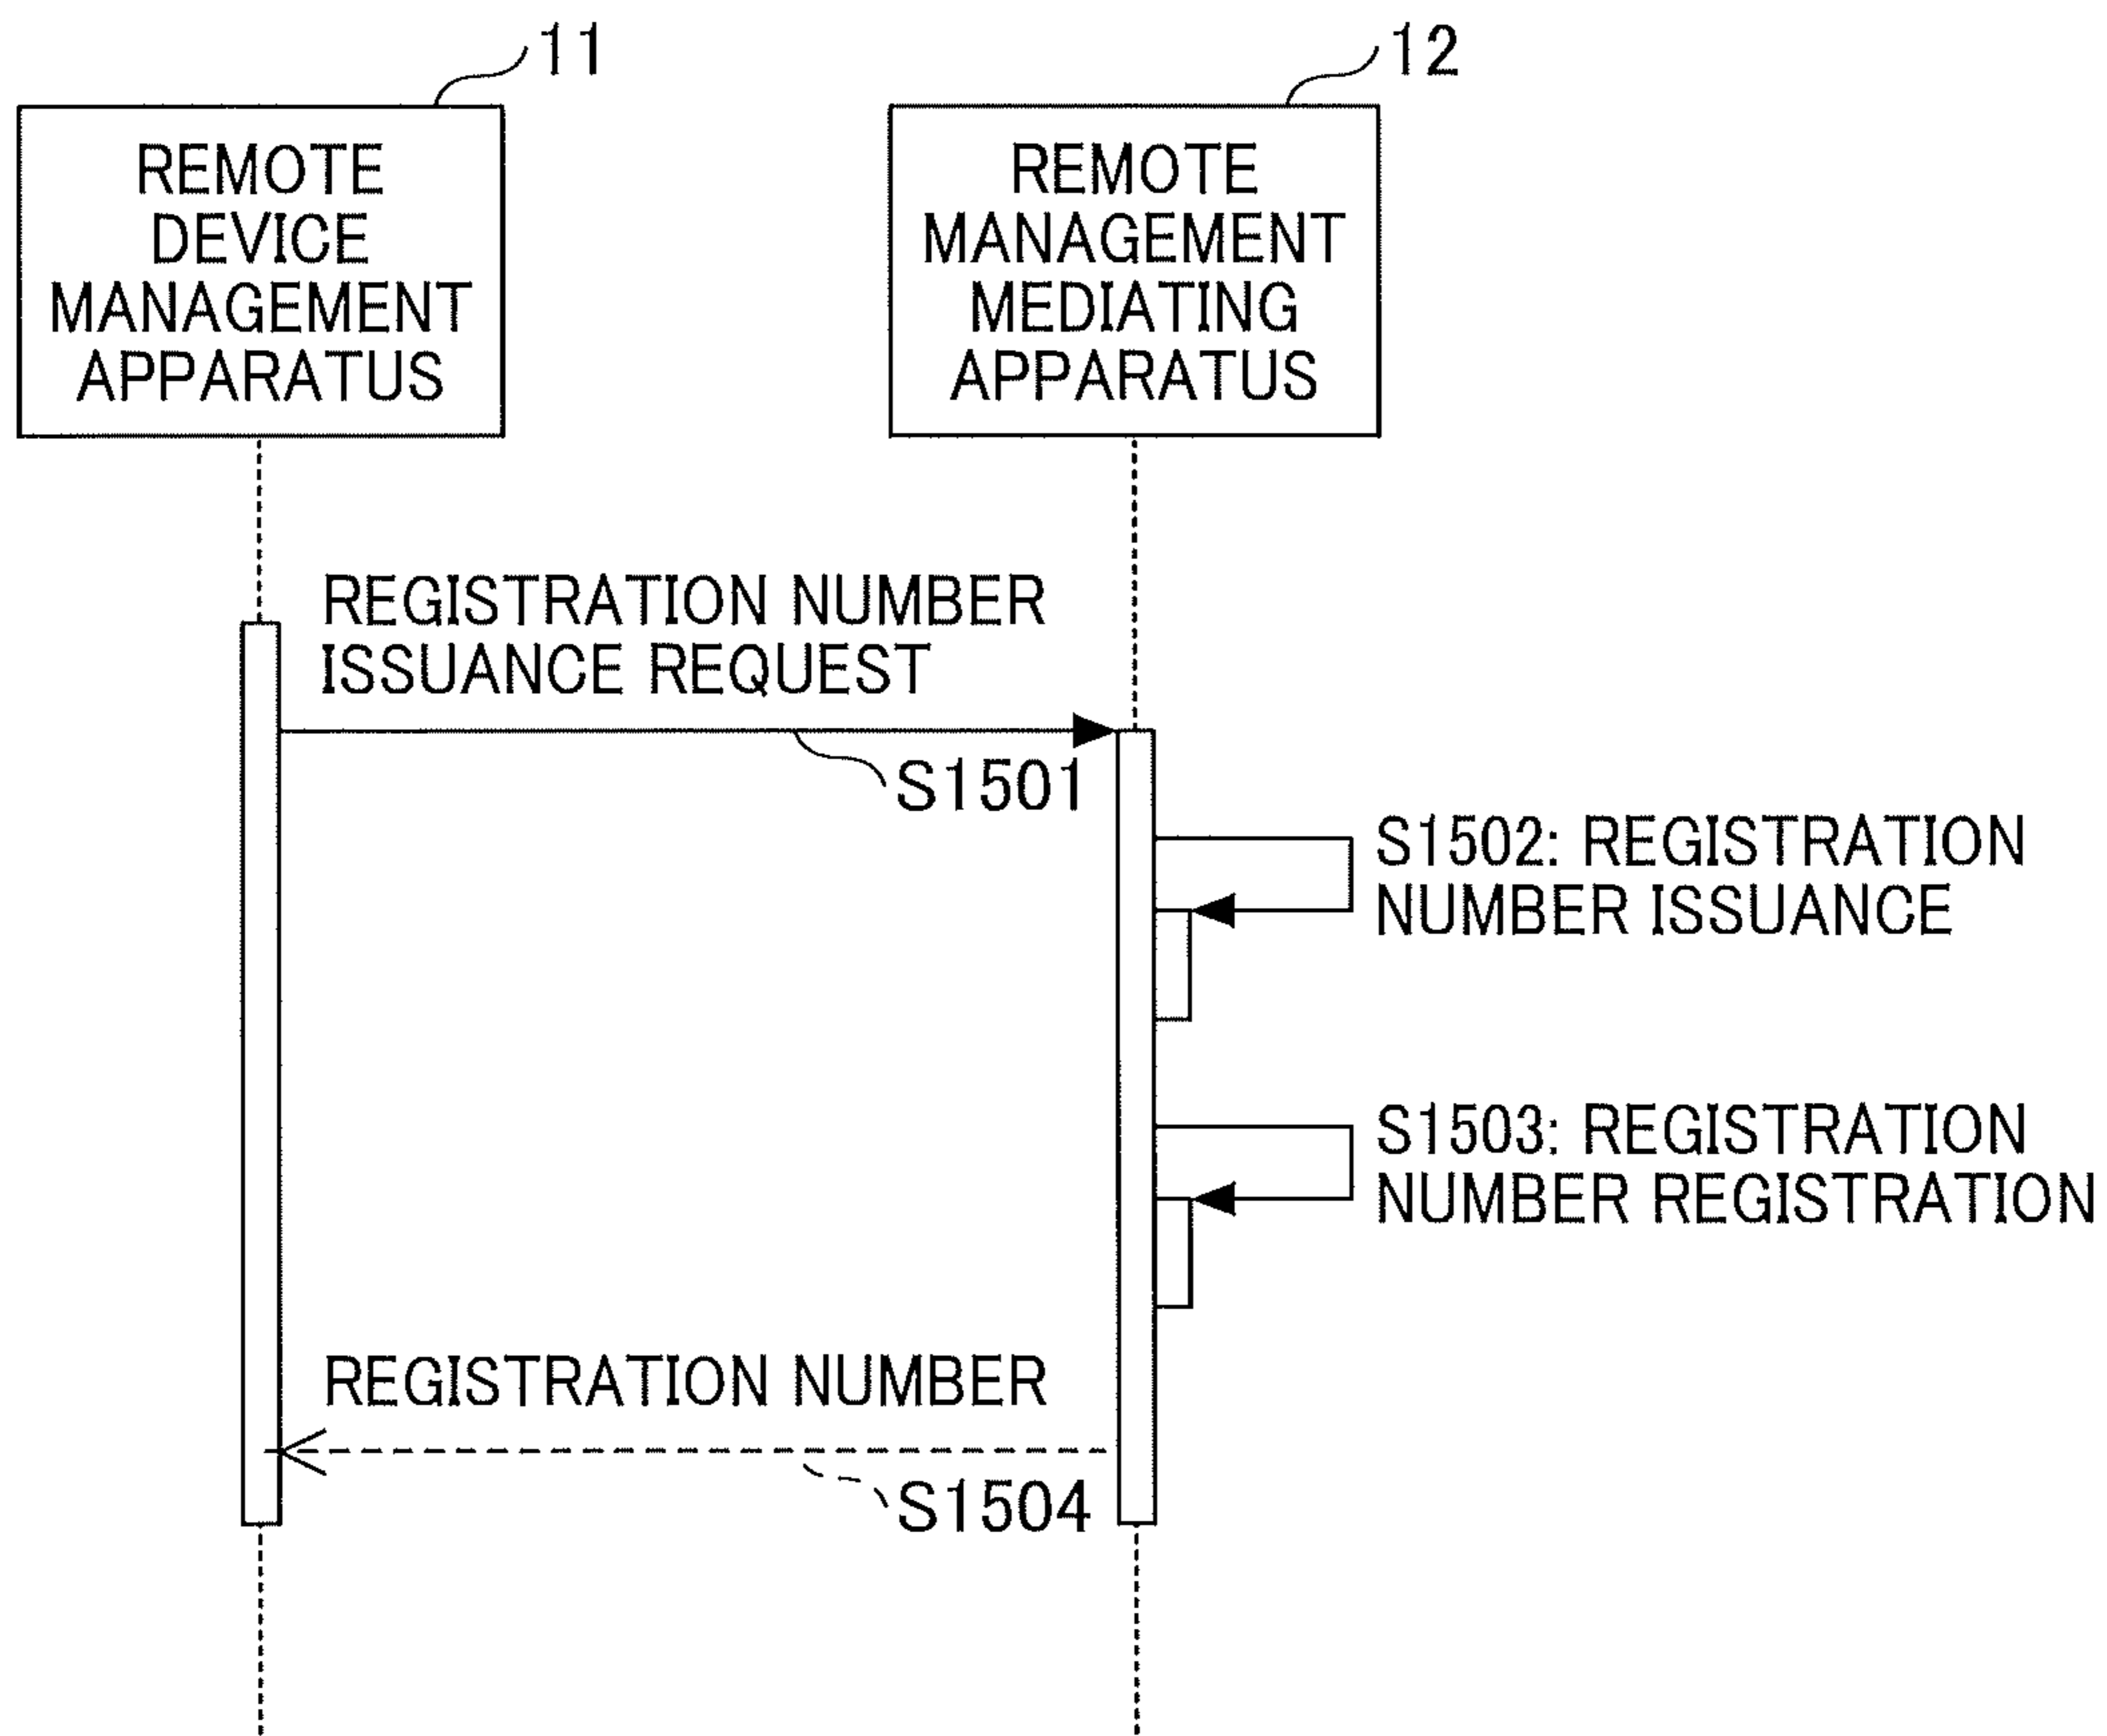 11
REMOTE
DEVICE
MANAGEMENT
APPARATUS
12
REMOTE
MANAGEMENT
MEDIATING
APPARATUS
REGISTRATION NUMBER
ISSUANCE REQUEST
S1501
S1502: REGISTRATION
NUMBER ISSUANCE
S1503: REGISTRATION
NUMBER REGISTRATION
REGISTRATION NUMBER
S1504